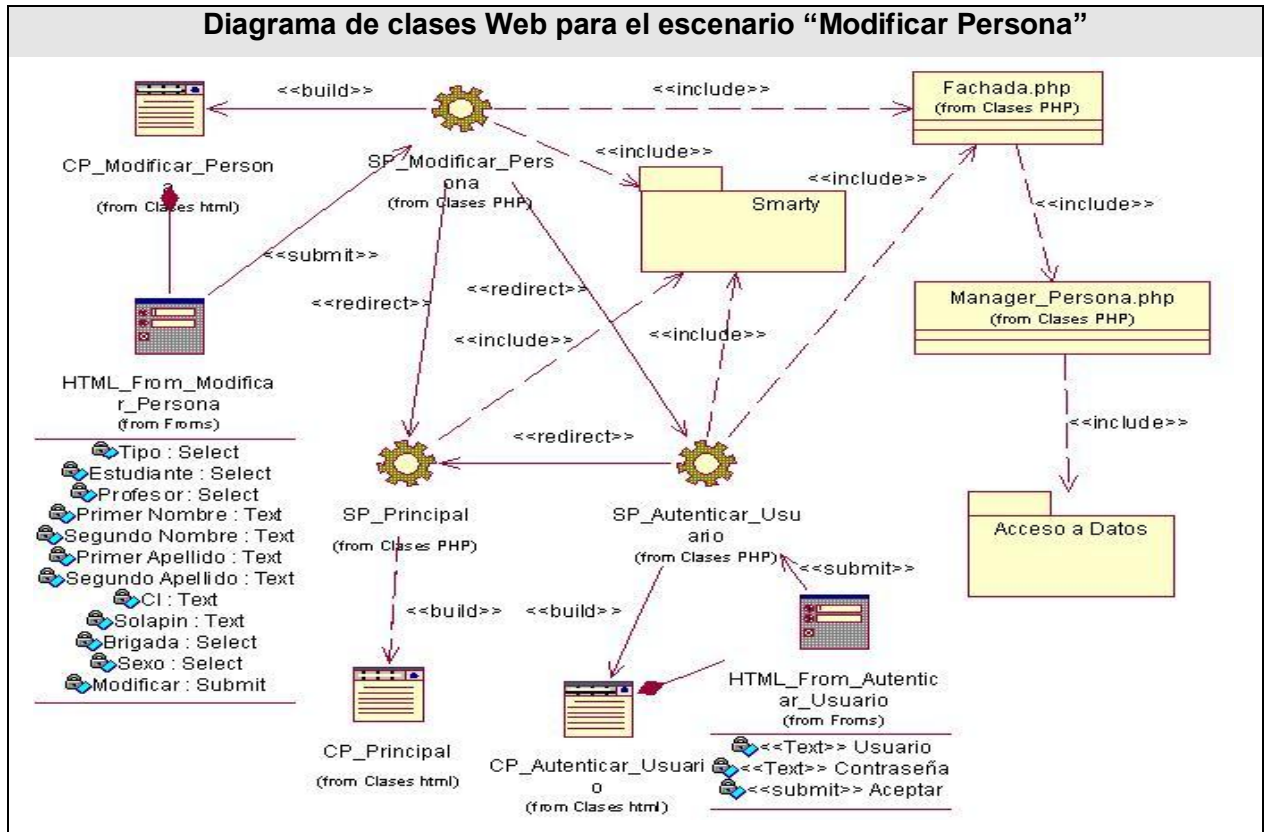 Diagrama de clases Web para el escenario “Modificar Persona”
<<build>>
<<include>>
Fachada.php
(from Clases PHP)
CP_Modificar_Person
a
(from Clases html)
SP_Modificar_Pers
ona
(from Clases PHP)
<<include>>
Smarty
<<include>>
<<include>>
<<submit>>
<<redirect>>
<<redirect>>
Manager_Persona.php
(from Clases PHP)
<<include>>
<<include>>
HTML_From_Modifica
r_Persona
(from Froms)
Tipo : Select
Estudiante : Select
Profesor : Select
Primer Nombre : Text
Segundo Nombre : Text
Primer Apellido : Text
Segundo Apellido : Text
CI : Text
Solapin : Text
Brigada : Select
Sexo : Select
Modificar : Submit
<<redirect>>
<<include>>
SP_Principal
(from Clases PHP)
SP_Autenticar_Usu
ario
(from Clases PHP)
Acceso a Datos
<<submit>>
<<build>>
<<build>>
HTML_From_Autentic
ar_Usuario
(from Froms)
<<Text>> Usuario
<<Text>> Contraseña
<<submit>> Aceptar
CP_Principal
(from Clases html)
CP_Autenticar_Usuari
o
(from Clases html)